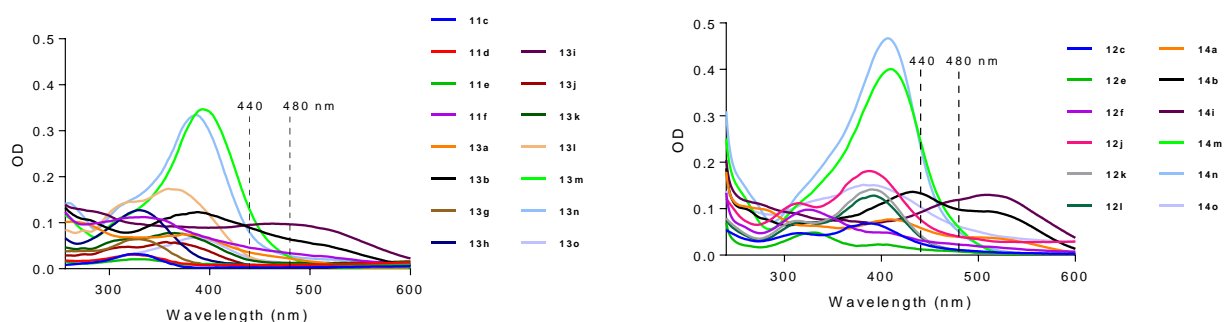 11c
11d 13i
11e 13j
11f 13k
13a 13l
13b 13m
13g 13n
13h 13o
0.5
0.4
0.3
0.2
0.1
0.0
OD
440 480 nm
300 400 500 600
Wavelength (nm)
0.5
0.4
0.3
0.2
0.1
0.0
OD
440 480 nm
300 400 500 600
Wavelength (nm)
12c 14a
12e 14b
12f 14i
12j 14m
12k 14n
12l 14o